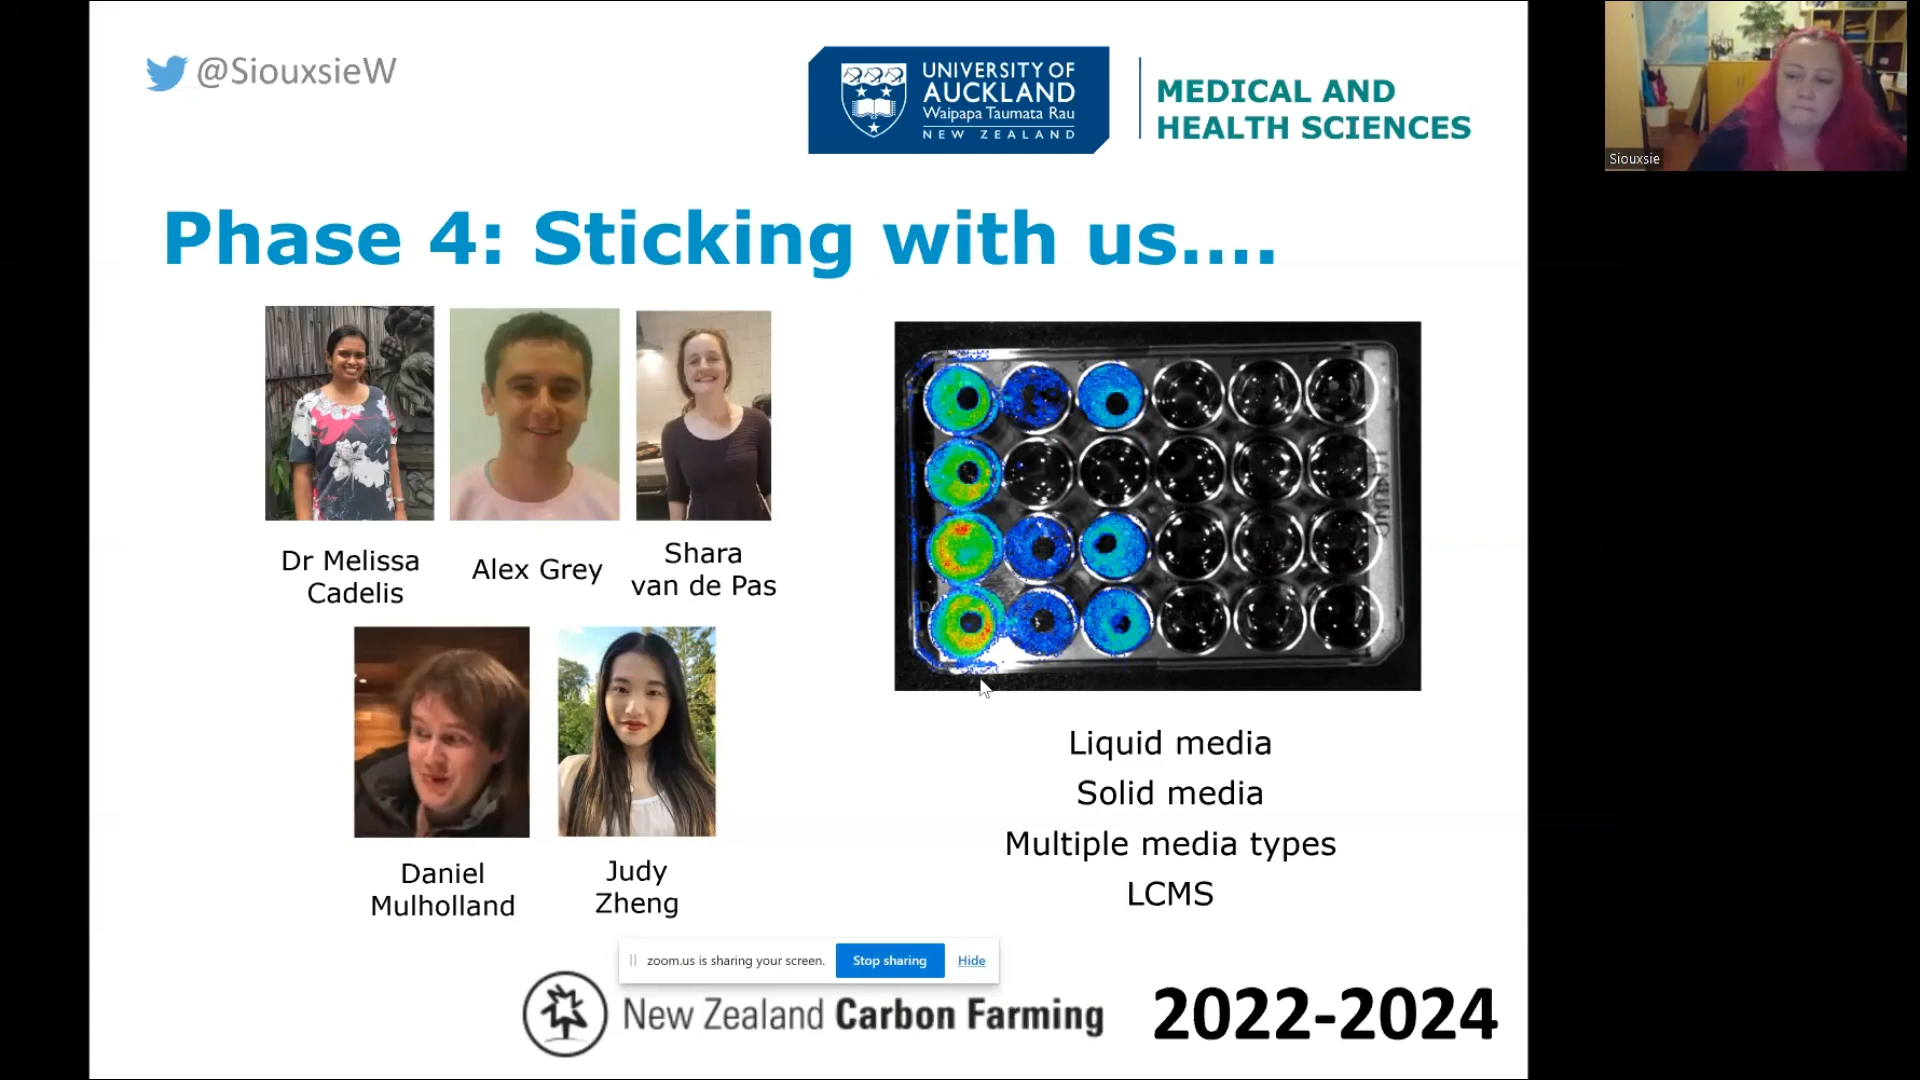 @SiouxsieW
UNIVERSITY OF
AUCKLAND
Waipapa Taumata Rau
NEW ZEALAND
MEDICAL AND
HEALTH SCIENCES
Siouxsie
Phase 4: Sticking with us....
Dr Melissa
Cadelis
Alex Grey
Shara
van de Pas
Daniel
Mulholland
Judy
Zheng
Liquid media
Solid media
Multiple media types
LCMS
zoom.us is sharing your screen.
Stop sharing
Hide
New Zealand Carbon Farming
2022-2024